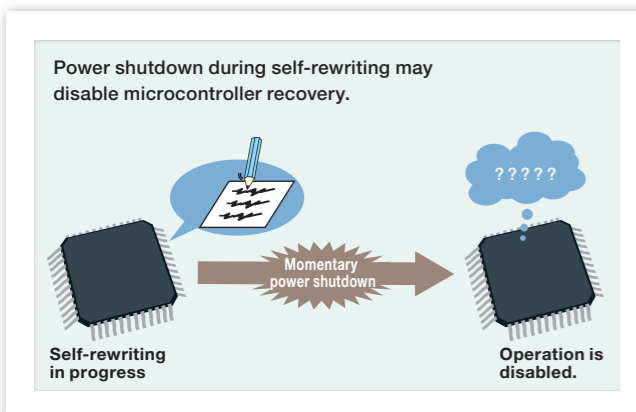 Power shutdown during self-rewriting may
disable microcontroller recovery.
?????
Momentary
power shutdown
Self-rewriting
in progress
Operation is
disabled.